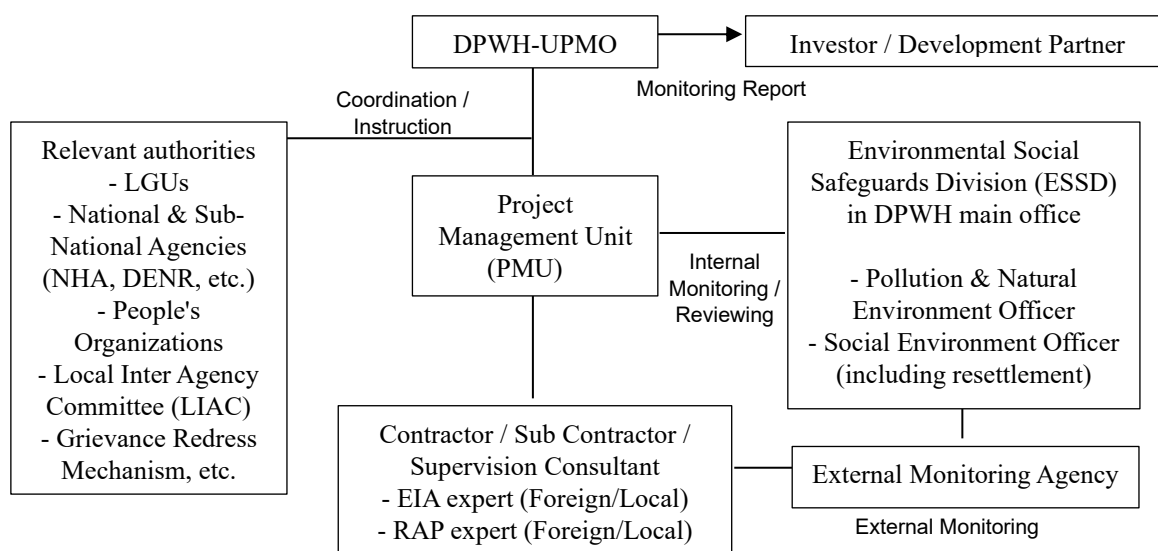 DPWH-UPMO
Investor / Development Partner
Monitoring Report
Coordination /
Instruction
Relevant authorities
- LGUs
- National & Sub-
National Agencies
(NHA, DENR, etc.)
- People's
Organizations
- Local Inter Agency
Committee (LIAC)
- Grievance Redress
Mechanism, etc.
Project
Management Unit
(PMU)
Internal
Monitoring /
Reviewing
Environmental Social
Safeguards Division (ESSD)
in DPWH main office
- Pollution & Natural
Environment Officer
- Social Environment Officer
(including resettlement)
Contractor / Sub Contractor /
Supervision Consultant
- EIA expert (Foreign/Local)
- RAP expert (Foreign/Local)
External Monitoring Agency
External Monitoring